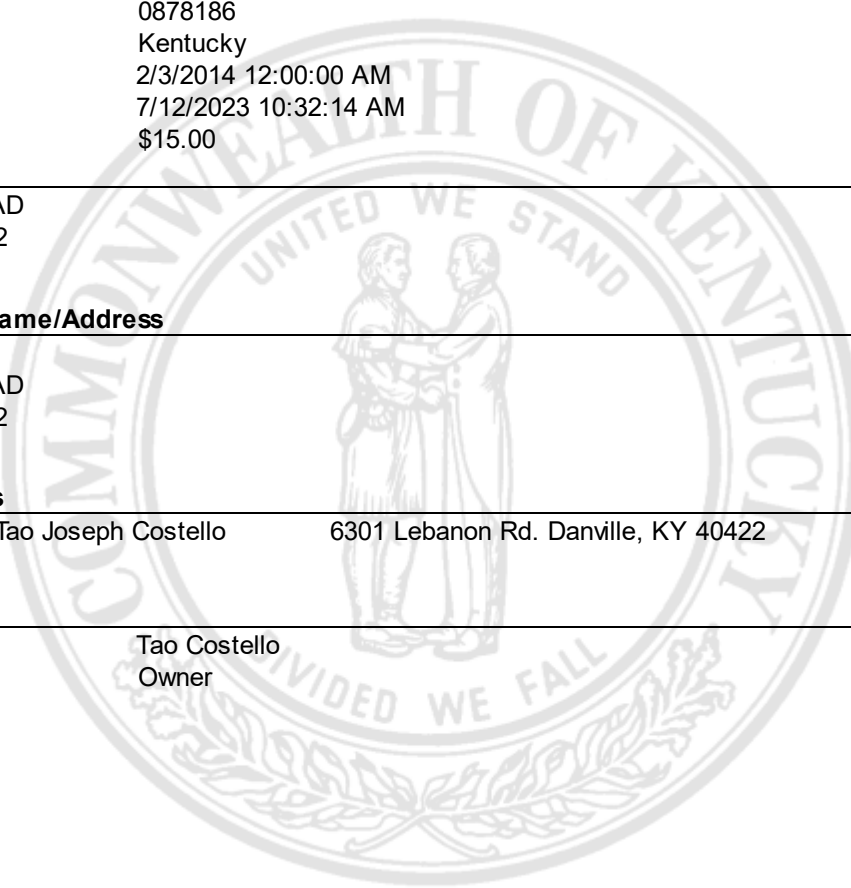 0878186
Kentucky
2/3/2014 12:00:00 AM
7/12/2023 10:32:14 AM
$15.00
AD
2
ame/Address
AD
2
s
Tao Joseph Costello 6301 Lebanon Rd. Danville, KY 40422
Tao Costello
Owner
COMMONWEALTH OF KENTUCKY
UNITED WE STAND
DIVIDED WE FALL